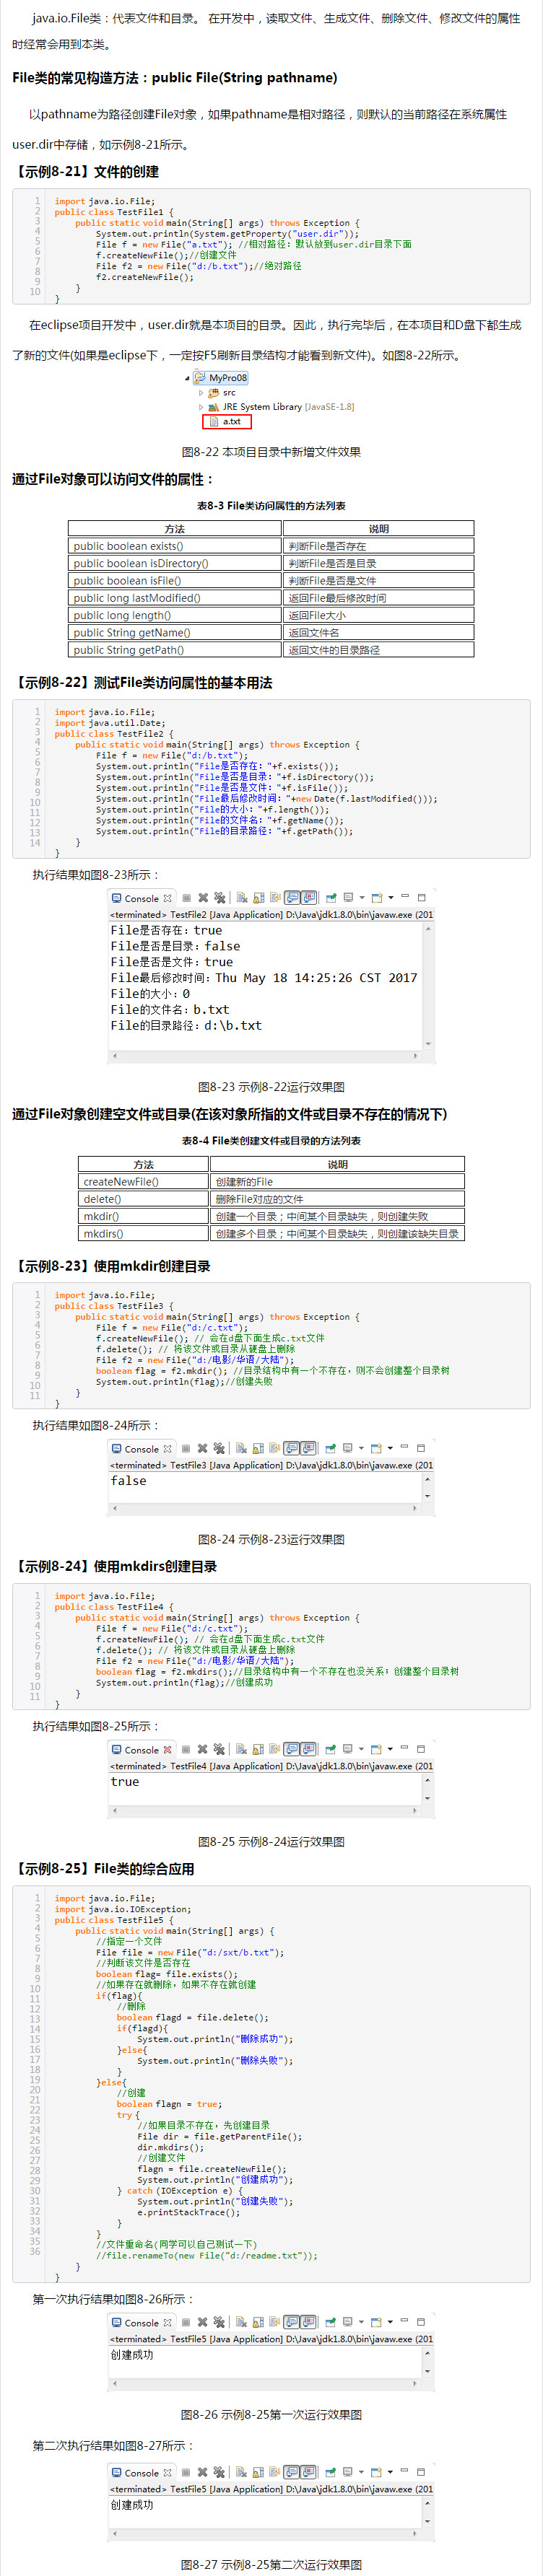 java.io.File类：代表文件和目录。 在开发中，读取文件、生成文件、删除文件、修改文件的属性
时经常会用到本类。
File类的常见构造方法：public File(String pathname)
以pathname为路径创建File对象，如果pathname是相对路径，则默认的当前路径在系统属性
user.dir中存储，如示例8-21所示。
【示例8-21】文件的创建
1 import java.io.File;
2 public class TestFile1 {
3 public static void main(String[] args) throws Exception {
4 System.out.println(System.getProperty("user.dir"));
5 File f = new File("a.txt"); //相对路径：默认放到user.dir目录下面
6 f.createNewFile();//创建文件
7 File f2 = new File("d:/b.txt");//绝对路径
8 f2.createNewFile();
9 }
10 }
在eclipse项目开发中，user.dir就是本项目的目录。因此，执行完毕后，在本项目和D盘下都生成
了新的文件(如果是eclipse下，一定按F5刷新目录结构才能看到新文件)。如图8-22所示。
MyPro08
src
JRE System Library [JavaSE-1.8]
a.txt
图8-22 本项目目录中新增文件效果
通过File对象可以访问文件的属性：
表8-3 File类访问属性的方法列表
方法 说明
public boolean exists() 判断File是否存在
public boolean isDirectory() 判断File是否是目录
public boolean isFile() 判断File是否是文件
public long lastModified() 返回File最后修改时间
public long length() 返回File大小
public String getName() 返回文件名
public String getPath() 返回文件的目录路径
【示例8-22】测试File类访问属性的基本用法
1 import java.io.File;
2 import java.util.Date;
3 public class TestFile2 {
4 public static void main(String[] args) throws Exception {
5 File f = new File("d:/b.txt");
6 System.out.println("File是否存在："+f.exists());
7 System.out.println("File是否是目录："+f.isDirectory());
8 System.out.println("File是否是文件："+f.isFile());
9 System.out.println("File最后修改时间："+new Date(f.lastModified()));
10 System.out.println("File的大小："+f.length());
11 System.out.println("File的文件名："+f.getName());
12 System.out.println("File的目录路径："+f.getPath());
13 }
14 }
执行结果如图8-23所示：
Console
<terminated> TestFile2 [Java Application] D:\Java\jdk1.8.0\bin\javaw.exe (201
File是否存在：true
File是否是目录：false
File是否是文件：true
File最后修改时间：Thu May 18 14:25:26 CST 2017
File的大小：0
File的文件名：b.txt
File的目录路径：d:\b.txt
图8-23 示例8-22运行效果图
通过File对象创建空文件或目录(在该对象所指的文件或目录不存在的情况下)
表8-4 File类创建文件或目录的方法列表
方法 说明
createNewFile() 创建新的File
delete() 删除File对应的文件
mkdir() 创建一个目录；中间某个目录缺失，则创建失败
mkdirs() 创建多个目录；中间某个目录缺失，则创建该缺失目录
【示例8-23】使用mkdir创建目录
1 import java.io.File;
2 public class TestFile3 {
3 public static void main(String[] args) throws Exception {
4 File f = new File("d:/c.txt");
5 f.createNewFile(); // 会在d盘下面生成c.txt文件
6 f.delete(); // 将该文件或目录从硬盘上删除
7 File f2 = new File("d:/电影/华语/大陆");
8 boolean flag = f2.mkdir(); //目录结构中有一个不存在，则不会创建整个目录树
9 System.out.println(flag);//创建失败
10 }
11 }
执行结果如图8-24所示：
Console
<terminated> TestFile3 [Java Application] D:\Java\jdk1.8.0\bin\javaw.exe (201
false
图8-24 示例8-23运行效果图
【示例8-24】使用mkdirs创建目录
1 import java.io.File;
2 public class TestFile4 {
3 public static void main(String[] args) throws Exception {
4 File f = new File("d:/c.txt");
5 f.createNewFile(); // 会在d盘下面生成c.txt文件
6 f.delete(); // 将该文件或目录从硬盘上删除
7 File f2 = new File("d:/电影/华语/大陆");
8 boolean flag = f2.mkdirs();//目录结构中有一个不存在也没关系；创建整个目录树
9 System.out.println(flag);//创建成功
10 }
11 }
执行结果如图8-25所示：
Console
<terminated> TestFile4 [Java Application] D:\Java\jdk1.8.0\bin\javaw.exe (201
true
图8-25 示例8-24运行效果图
【示例8-25】File类的综合应用
1 import java.io.File;
2 import java.io.IOException;
3 public class TestFile5 {
4 public static void main(String[] args) {
5 //指定一个文件
6 File file = new File("d:/sxt/b.txt");
7 //判断该文件是否存在
8 boolean flag= file.exists();
9 //如果存在就删除，如果不存在就创建
10 if(flag){
11 //删除
12 boolean flagd = file.delete();
13 if(flagd){
14 System.out.println("删除成功");
15 }else{
16 System.out.println("删除失败");
17 }
18 }else{
19 //创建
20 boolean flagn = true;
21 try {
22 //如果目录不存在，先创建目录
23 File dir = file.getParentFile();
24 dir.mkdirs();
25 //创建文件
26 flagn = file.createNewFile();
27 System.out.println("创建成功");
28 } catch (IOException e) {
29 System.out.println("创建失败");
30 e.printStackTrace();
31 }
32 }
33 //文件重命名(同学可以自己测试一下)
34 //file.renameTo(new File("d:/readme.txt"));
35 }
36 }
第一次执行结果如图8-26所示：
Console
<terminated> TestFile5 [Java Application] D:\Java\jdk1.8.0\bin\javaw.exe (201
创建成功
图8-26 示例8-25第一次运行效果图
第二次执行结果如图8-27所示：
Console
<terminated> TestFile5 [Java Application] D:\Java\jdk1.8.0\bin\javaw.exe (201
创建成功
图8-27 示例8-25第二次运行效果图